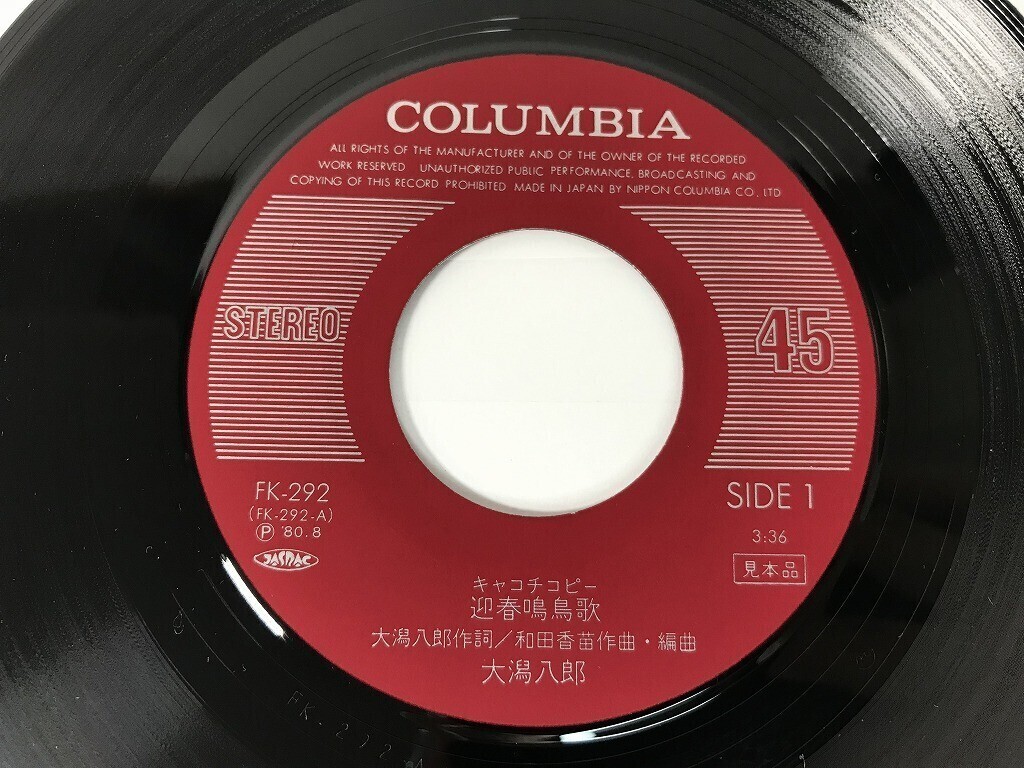 COLUMBIA
ALL RIGHTS OF THE MANUFACTURER AND OF THE OWNER OF THE RECORDED
WORK RESERVED UNAUTHORIZED PUBLIC PERFORMANCE, BROADCASTING AND
COPYING OF THIS RECORD PROHIBITED MADE IN JAPAN BY NIPPON COLUMBIA CO., LTD
STEREO
45
FK-292
(FK-292-A)
Ⓟ '80.8
JASRAC
SIDE 1
3:36
見本品
キャコチコピー
迎春鳴鳥歌
大潟八郎作詞/和田香苗作曲・編曲
大潟八郎
FK-292A